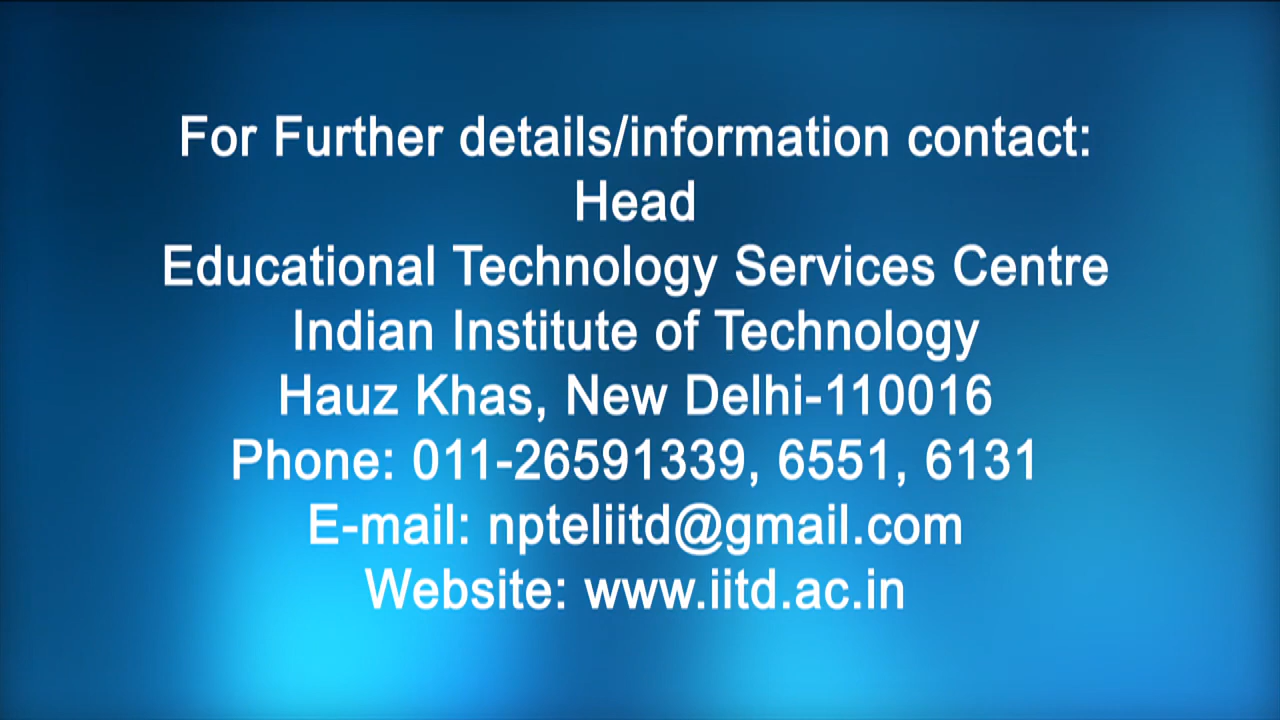 For Further details/information contact:
Head
Educational Technology Services Centre
Indian Institute of Technology
Hauz Khas, New Delhi-110016
Phone: 011-26591339, 6551, 6131
E-mail: npteliitd@gmail.com
Website: www.iitd.ac.in